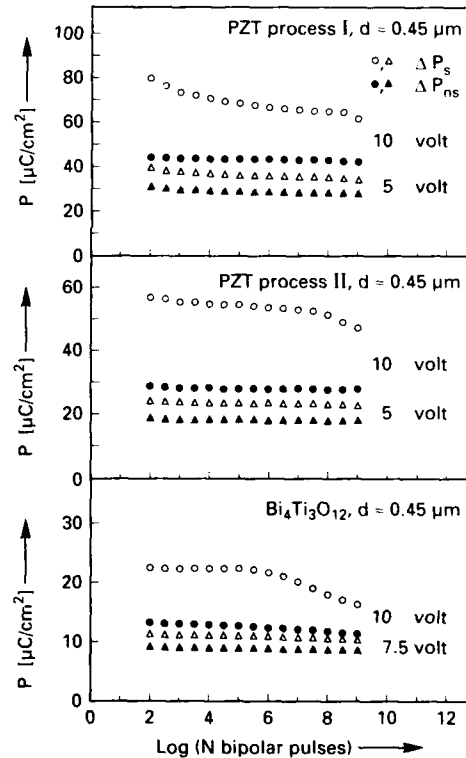 PZT process I, d = 0.45 μm
○,△ Δ Pₛ
●,▲ Δ Pₙₛ
100
80
60
40
20
0
P [μC/cm²]
10 volt
5 volt
PZT process II, d = 0.45 μm
60
40
20
0
P [μC/cm²]
10 volt
5 volt
Bi₄Ti₃O₁₂, d = 0.45 μm
30
20
10
0
P [μC/cm²]
10 volt
7.5 volt
0 2 4 6 8 10 12
Log (N bipolar pulses)